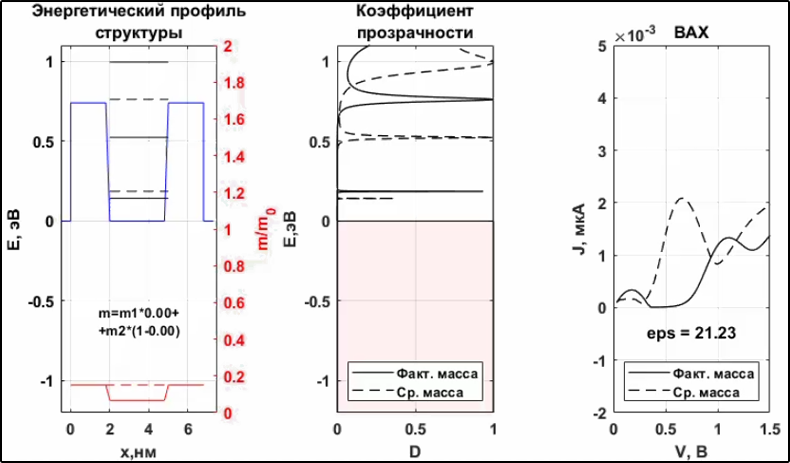 Энергетический профиль
структуры
1
0.5
0
-0.5
-1
E, эВ
0
2
4
6
x,нм
2
1.8
1.6
1.4
1.2
1
0.8
0.6
0.4
0.2
0
m/m0
m=m1*0.00+
+m2*(1-0.00)
Коэффициент
прозрачности
1
0.5
0
-0.5
-1
E,эВ
0
0.5
1
D
Факт. масса
Ср. масса
ВАХ
×10-3
5
4
3
2
1
0
-1
-2
J, мкА
0
0.5
1
1.5
V, В
eps = 21.23
Факт. масса
Ср. масса